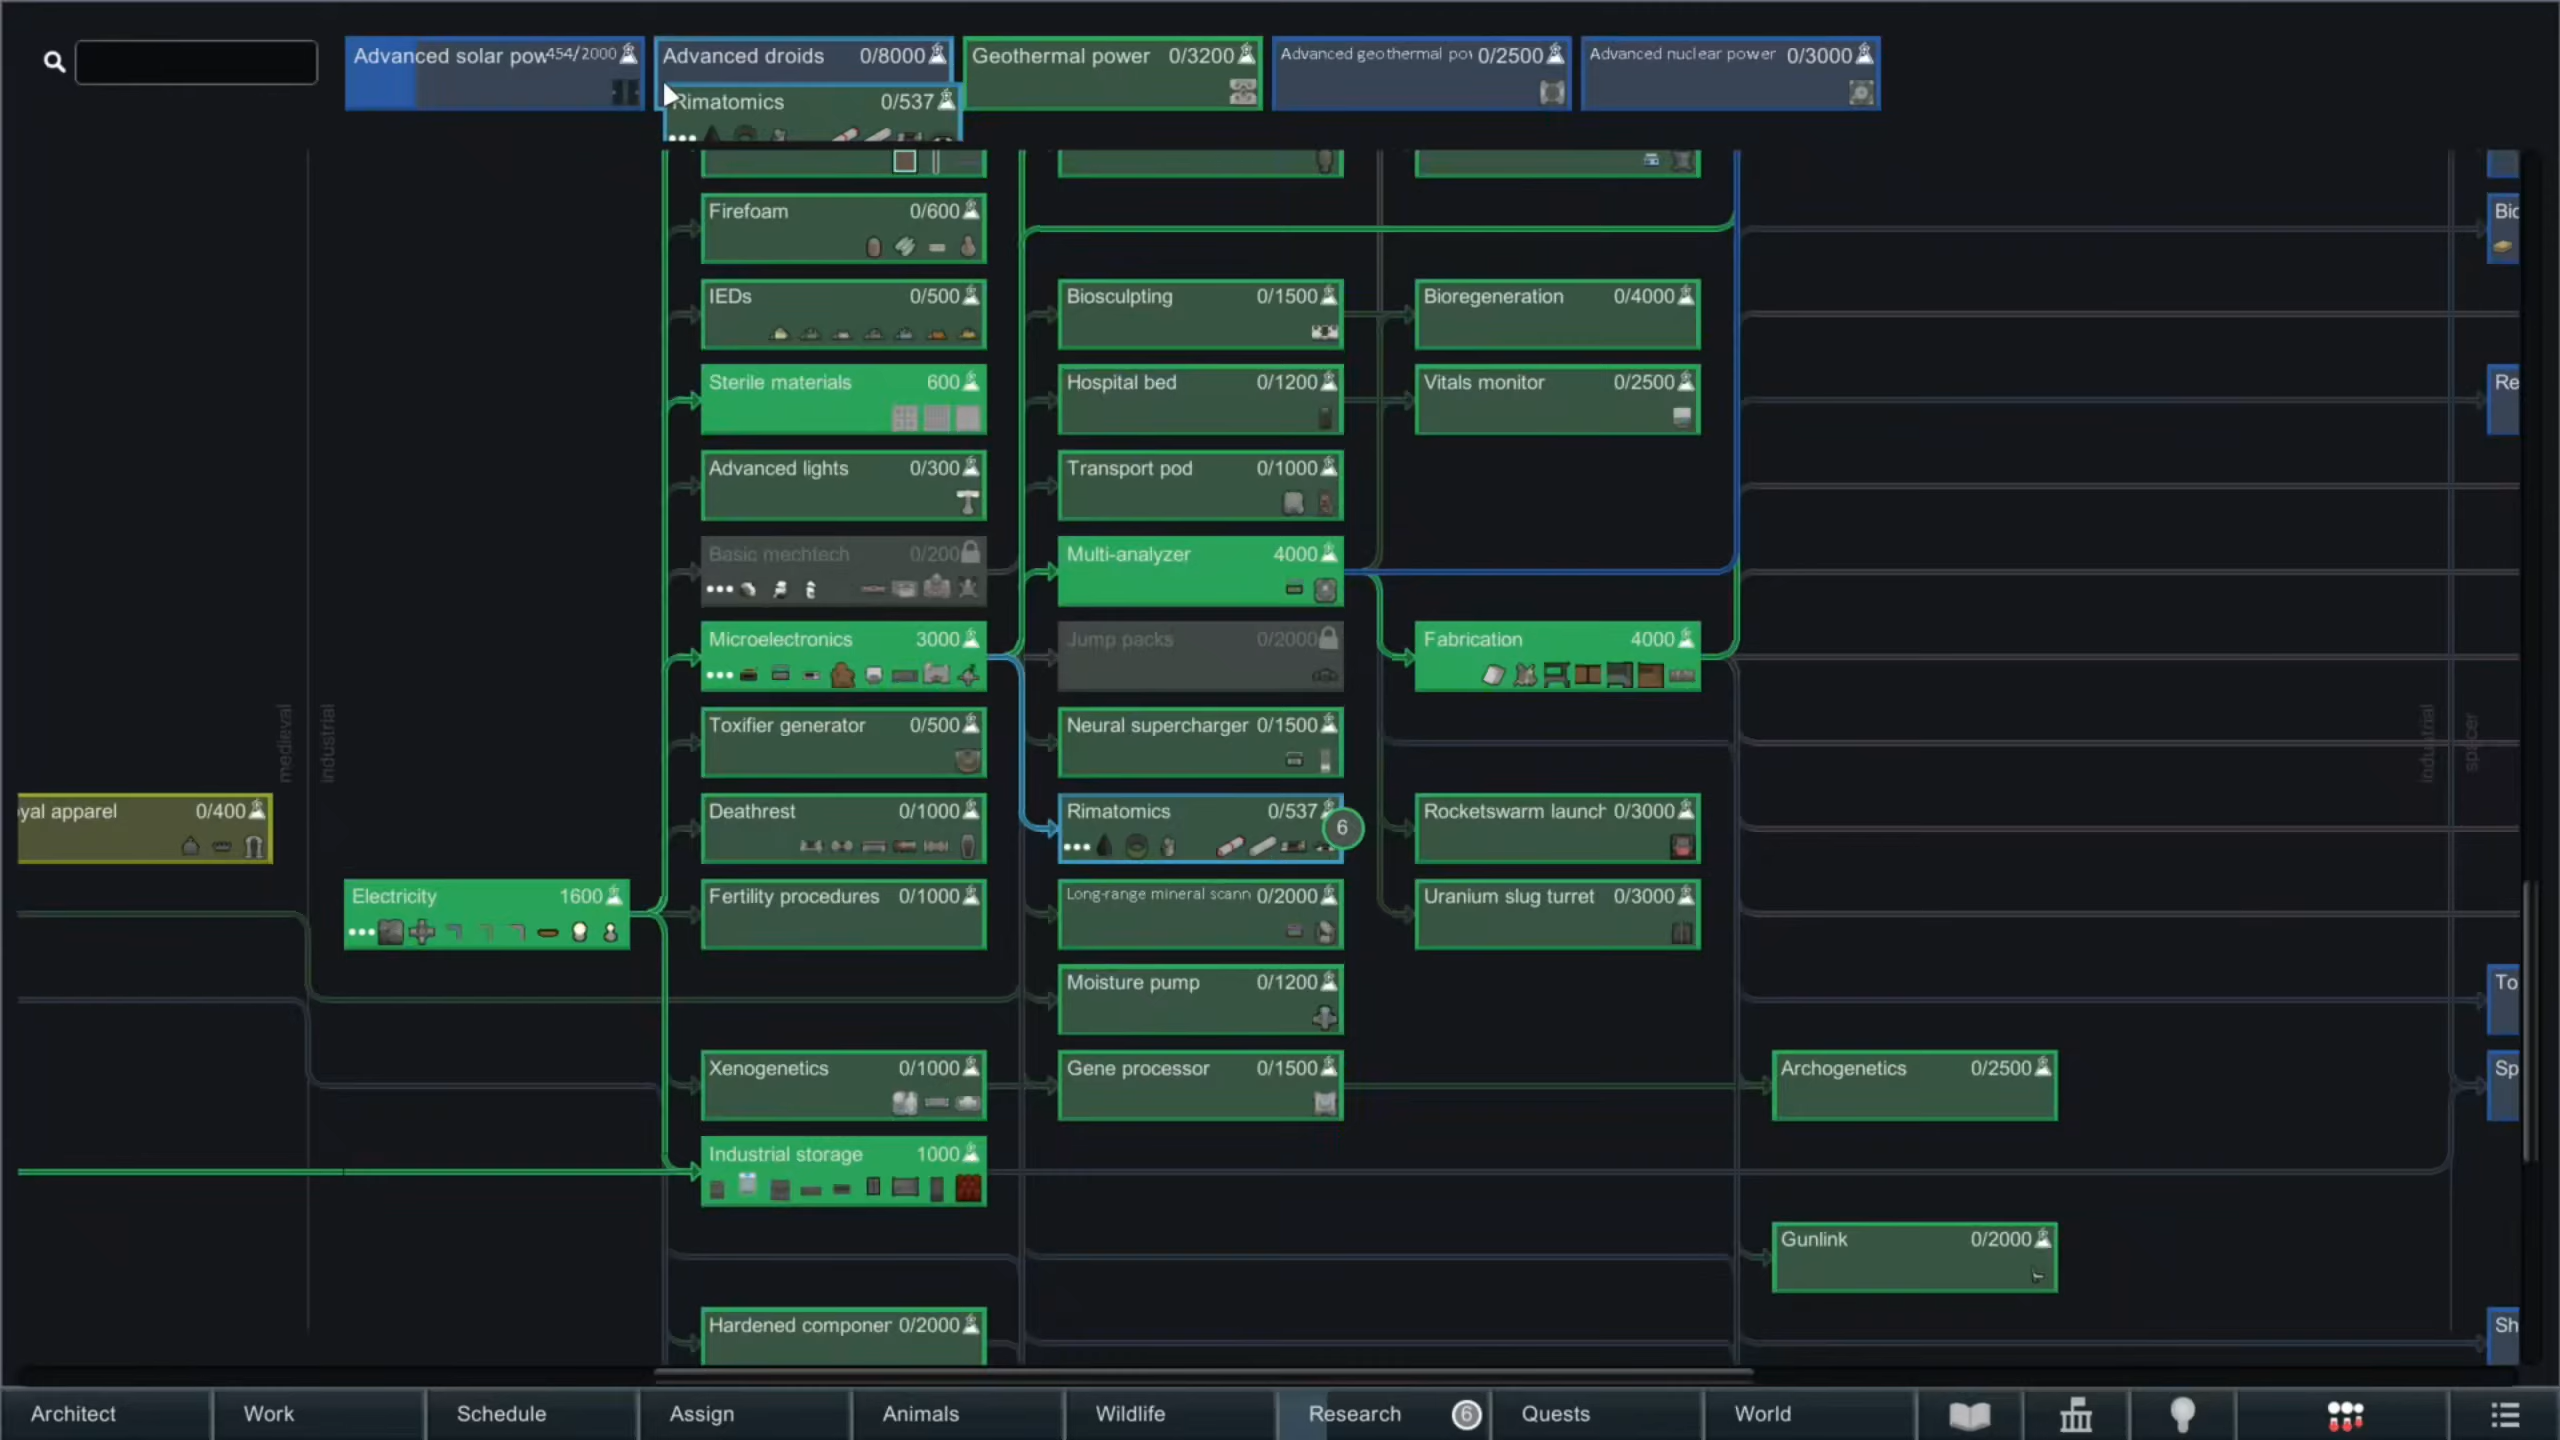 Advanced solar pow 454/2000
Advanced droids 0/8000
Geothermal power 0/3200
Advanced geothermal po 0/2500
Advanced nuclear power 0/3000
Rimatomics 0/537
Firefoam 0/600
Bio
IEDs 0/500
Biosculpting 0/1500
Bioregeneration 0/4000
Sterile materials 600
Hospital bed 0/1200
Vitals monitor 0/2500
Re
Advanced lights 0/300
Transport pod 0/1000
Basic mechtech 0/200
Multi-analyzer 4000
Microelectronics 3000
Jump packs 0/2000
Fabrication 4000
medieval
industrial
Toxifier generator 0/500
Neural supercharger 0/1500
industrial
spacer
yal apparel 0/400
Deathrest 0/1000
Rimatomics 0/537
6
Rocketswarm launch 0/3000
Electricity 1600
Fertility procedures 0/1000
Long-range mineral scann 0/2000
Uranium slug turret 0/3000
Moisture pump 0/1200
To
Xenogenetics 0/1000
Gene processor 0/1500
Archogenetics 0/2500
Sp
Industrial storage 1000
Gunlink 0/2000
Hardened componer 0/2000
Sh
Architect
Work
Schedule
Assign
Animals
Wildlife
Research
6
Quests
World